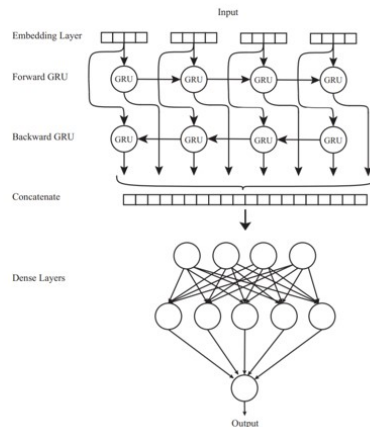 Input
Embedding Layer
Forward GRU
GRU GRU GRU GRU
Backward GRU
GRU GRU GRU GRU
Concatenate
Dense Layers
Output